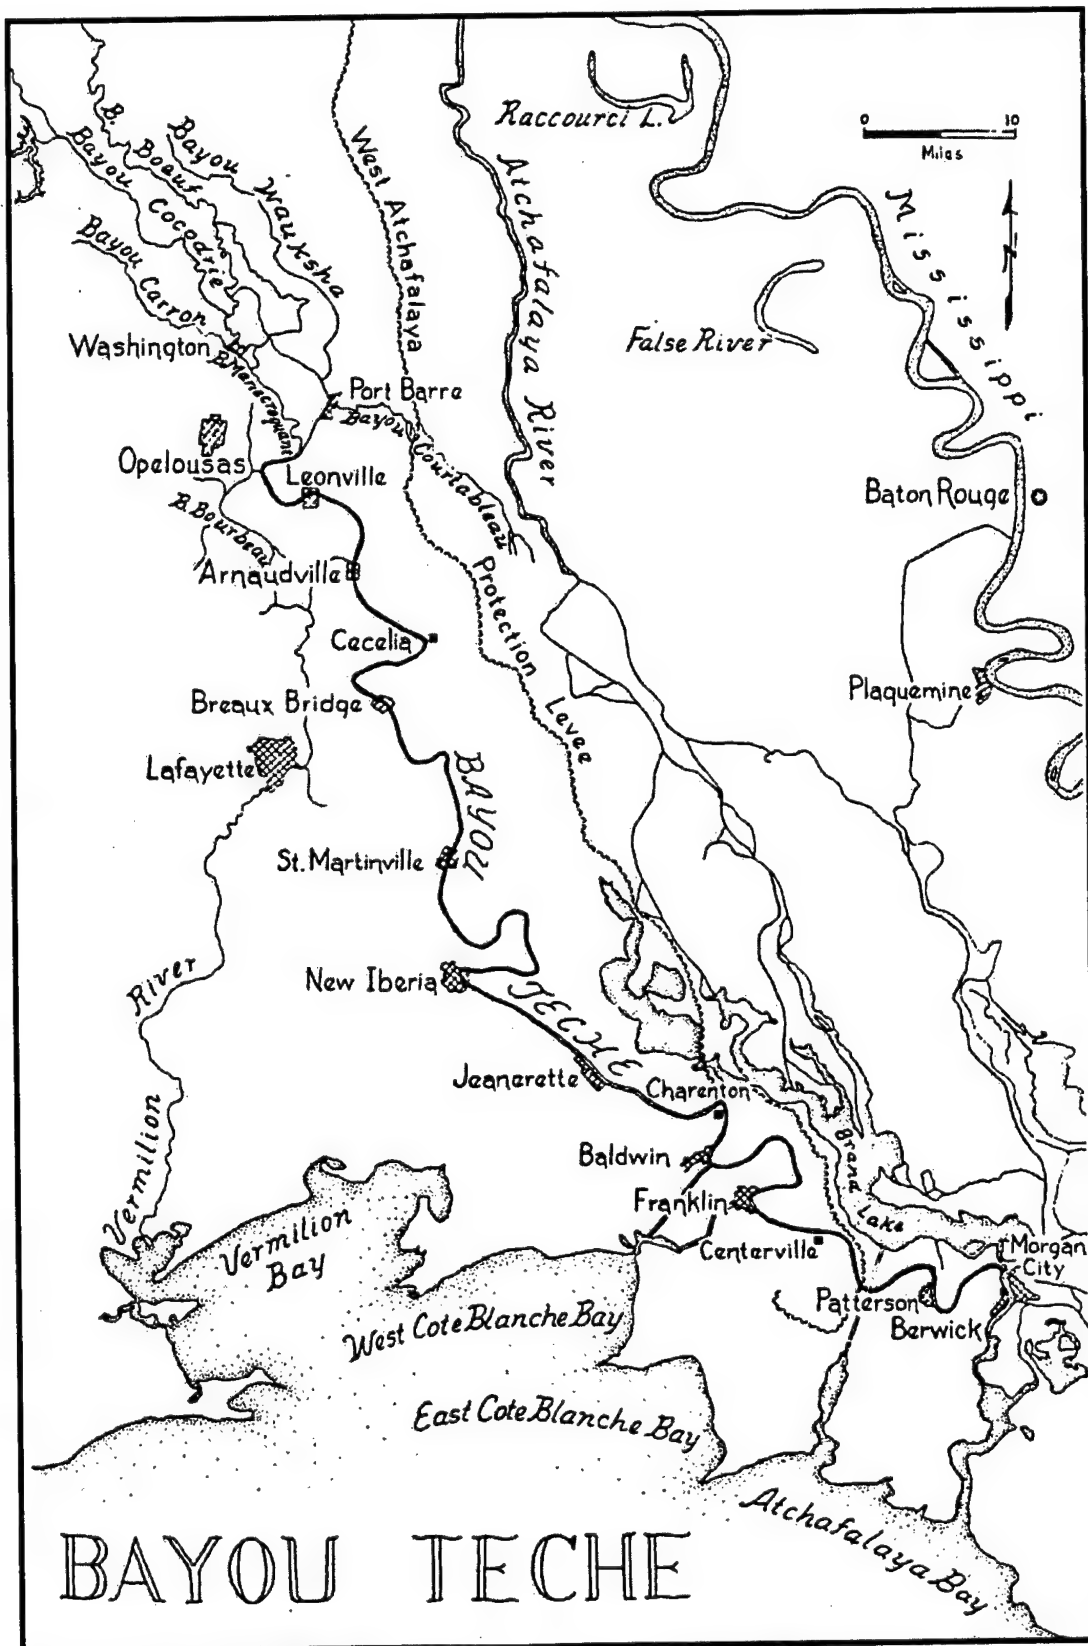 Raccourci L.
0 10
Miles
B. Boeuf
Bayou Wauksha
Bayou Cocodrie
Bayou Carron
West Atchafalaya
Protection Levee
Atchafalaya River
Mississippi
False River
Washington
Port Barre
Bayou Courtableau
Opelousas
Leonville
Baton Rouge
B. Bourbeau
Arnaudville
Cecelia
Plaquemine
Breaux Bridge
Lafayette
BAYOU
TECHE
St. Martinville
New Iberia
Vermilion River
Jeanerette
Charenton
Baldwin
Franklin
Centerville
Lake
Morgan
City
Patterson
Berwick
Vermilion
Bay
West Cote Blanche Bay
East Cote Blanche Bay
Atchafalaya Bay
BAYOU TECHE